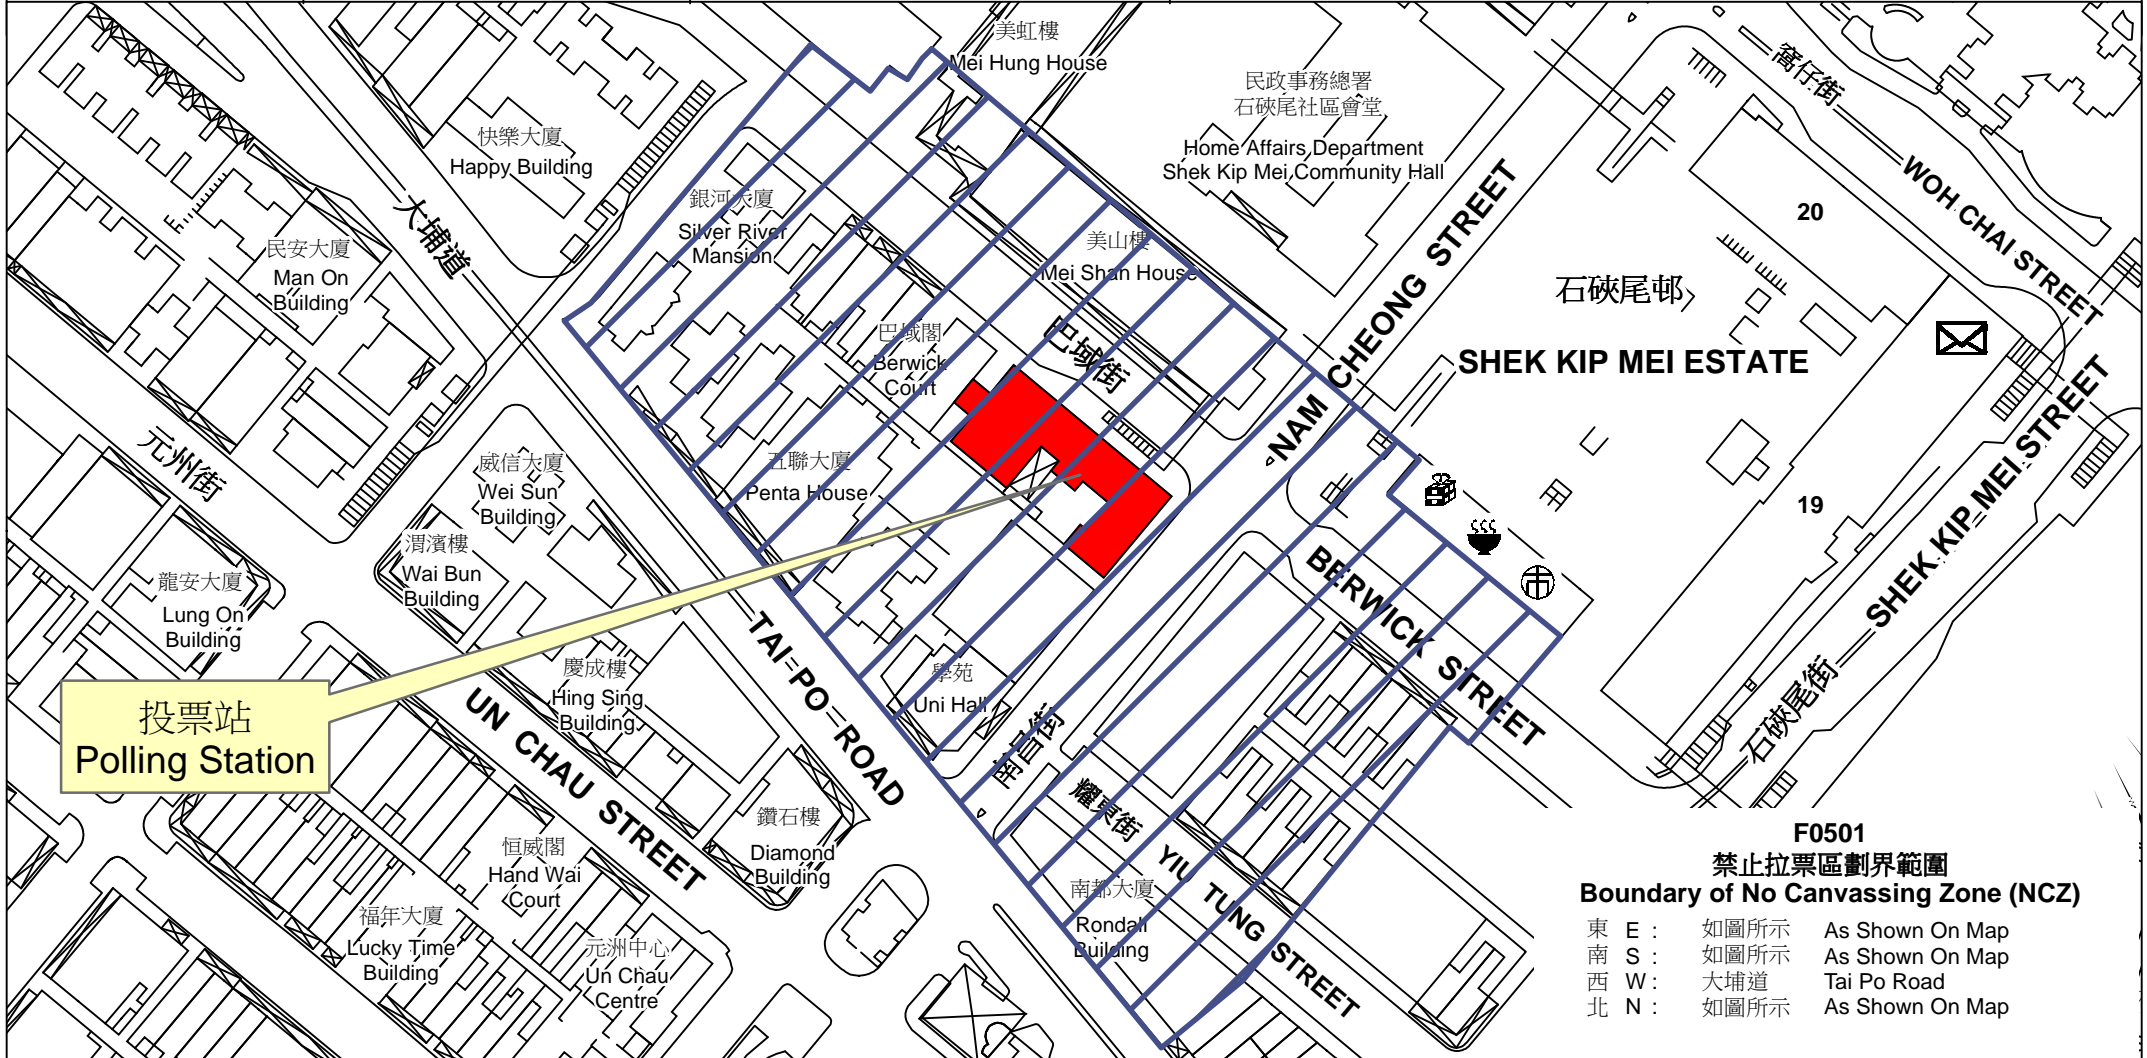 美虹樓
Mei Hung House
民政事務總署
石硤尾社區會堂
Home Affairs Department
Shek Kip Mei Community Hall
窩仔街
WOH CHAI STREET
快樂大廈
Happy Building
大埔道
銀河大廈
Silver River
Mansion
民安大廈
Man On
Building
美山樓
Mei Shan House
NAM CHEONG STREET
20
石硤尾邨
SHEK KIP MEI ESTATE
巴域閣
Berwick
Court
巴域街
元州街
威信大廈
Wei Sun
Building
五聯大廈
Penta House
19
SHEK KIP MEI STREET
石硤尾街
渭濱樓
Wai Bun
Building
龍安大廈
Lung On
Building
BERWICK STREET
TAI PO ROAD
慶成樓
Hing Sing
Building
學苑
Uni Hall
南昌街
投票站
Polling Station
UN CHAU STREET
耀東街
YIU TUNG STREET
鑽石樓
Diamond
Building
恒威閣
Hand Wai
Court
南都大廈
Rondall
Building
福年大廈
Lucky Time
Building
元洲中心
Un Chau
Centre
F0501
禁止拉票區劃界範圍
Boundary of No Canvassing Zone (NCZ)
東 E : 如圖所示 As Shown On Map
南 S : 如圖所示 As Shown On Map
西 W : 大埔道 Tai Po Road
北 N : 如圖所示 As Shown On Map